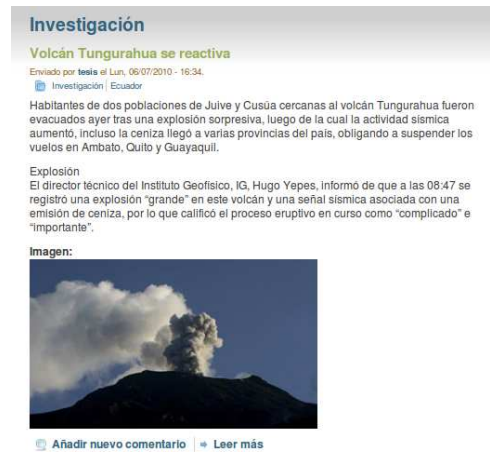 Investigación
Volcán Tungurahua se reactiva
Enviado por tesis el Lun, 06/07/2010 - 16:34.
Investigación | Ecuador
Habitantes de dos poblaciones de Juive y Cusúa cercanas al volcán Tungurahua fueron
evacuados ayer tras una explosión sorpresiva, luego de la cual la actividad sísmica
aumentó, incluso la ceniza llegó a varias provincias del país, obligando a suspender los
vuelos en Ambato, Quito y Guayaquil.
Explosión
El director técnico del Instituto Geofísico, IG, Hugo Yepes, informó de que a las 08:47 se
registró una explosión “grande” en este volcán y una señal sísmica asociada con una
emisión de ceniza, por lo que calificó el proceso eruptivo en curso como “complicado” e
“importante”.
Imagen:
Añadir nuevo comentario | Leer más